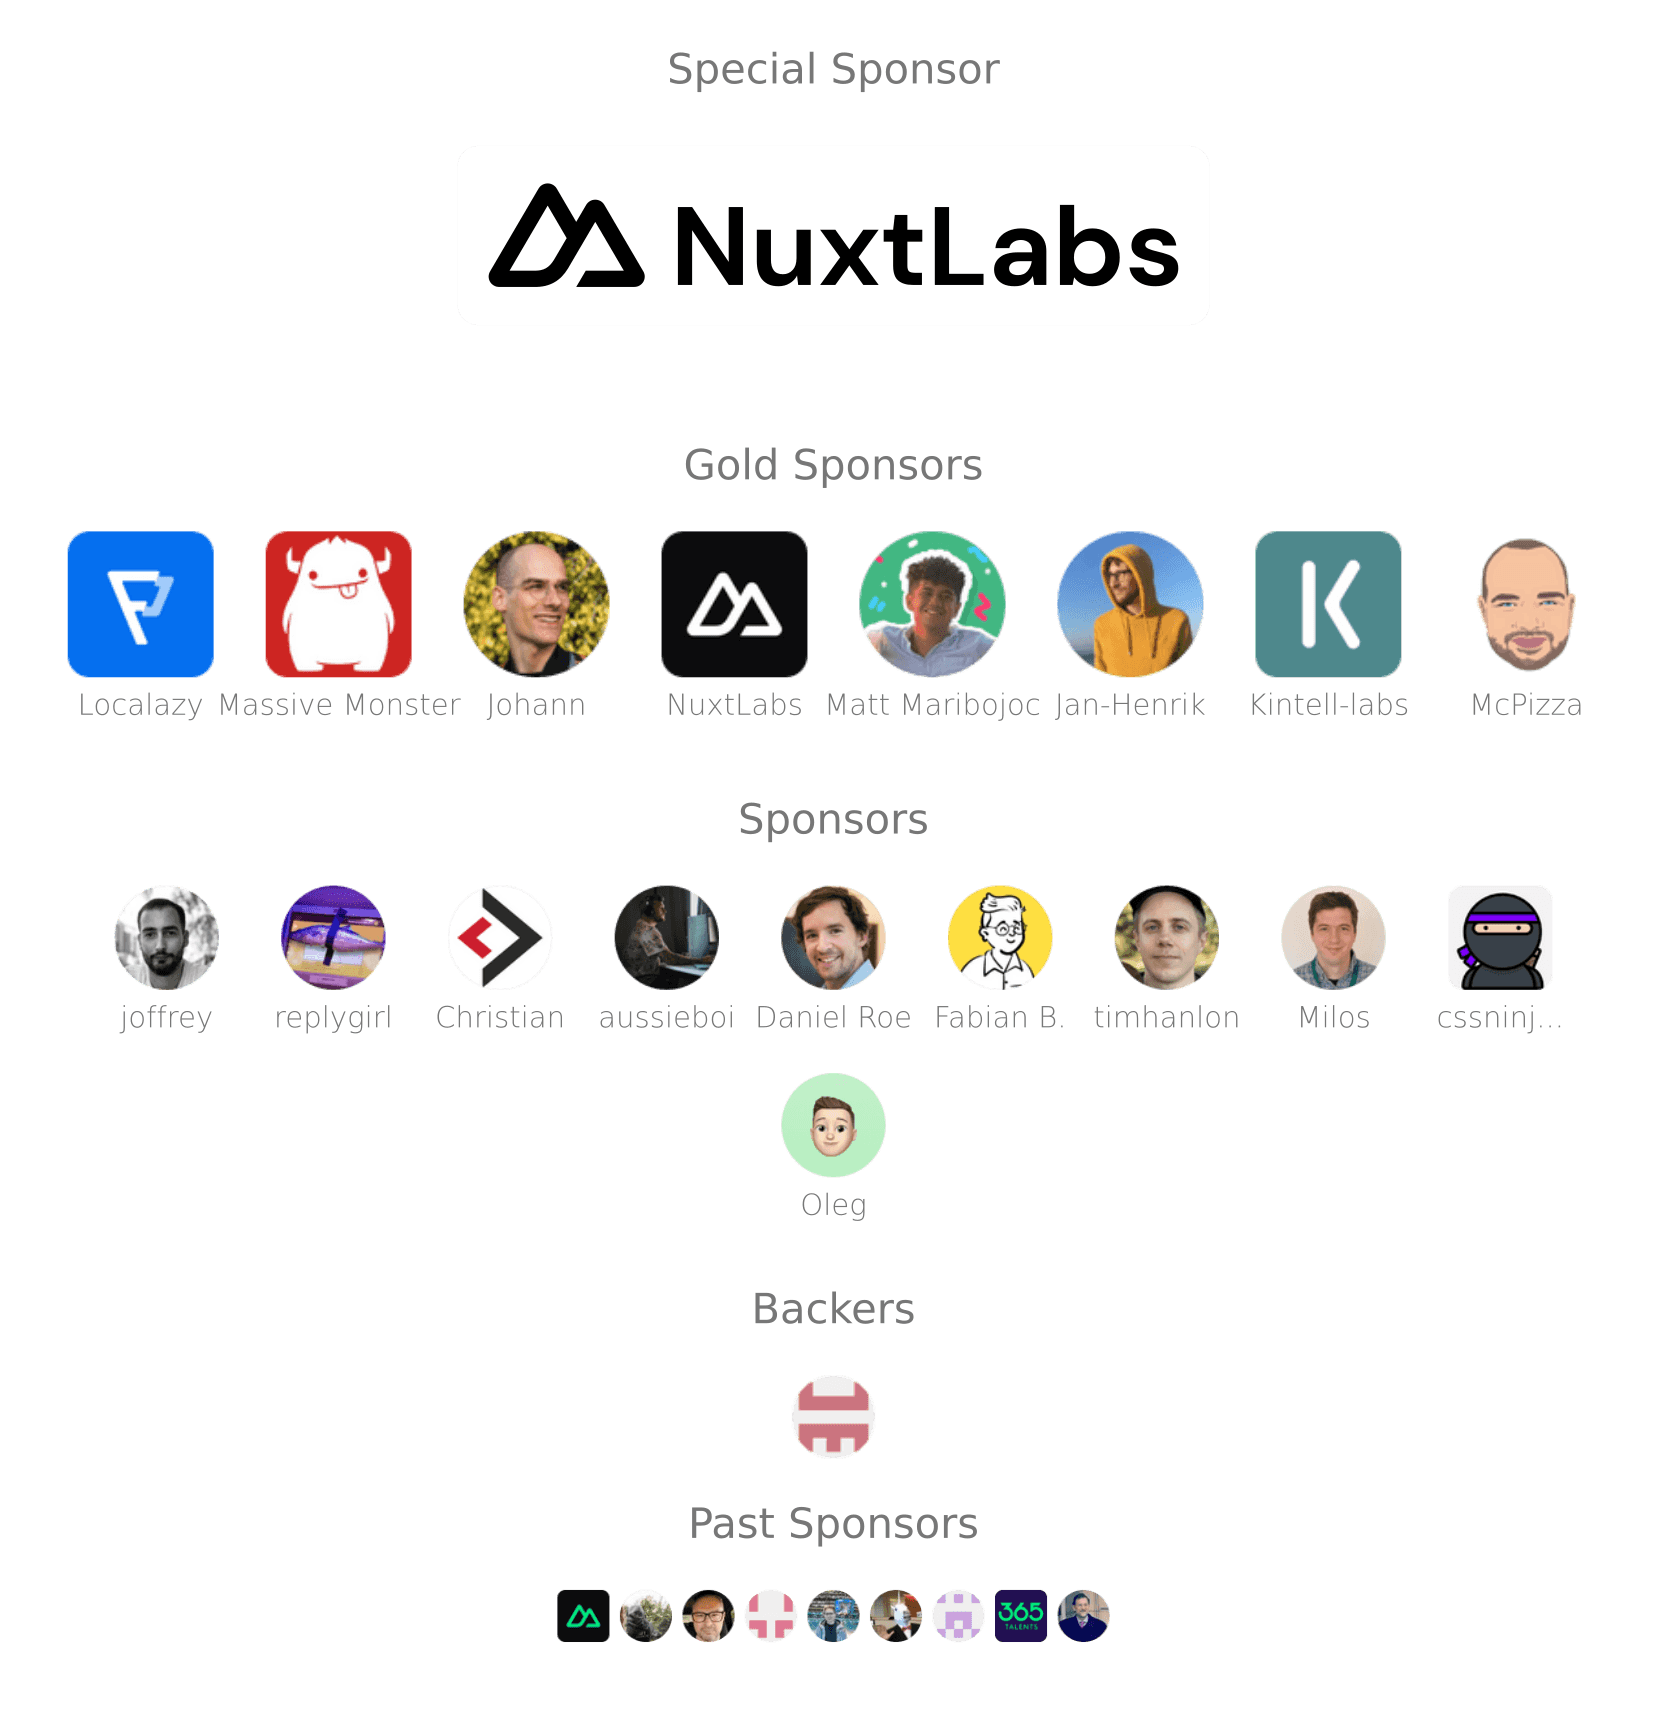 Special Sponsor
NuxtLabs
Gold Sponsors
Localazy Massive Monster Johann NuxtLabs Matt Maribojoc Jan-Henrik Kintell-labs McPizza
Sponsors
joffrey replygirl Christian aussieboi Daniel Roe Fabian B. timhanlon Milos cssninj...
Oleg
Backers
Past Sponsors
365
TALENTS